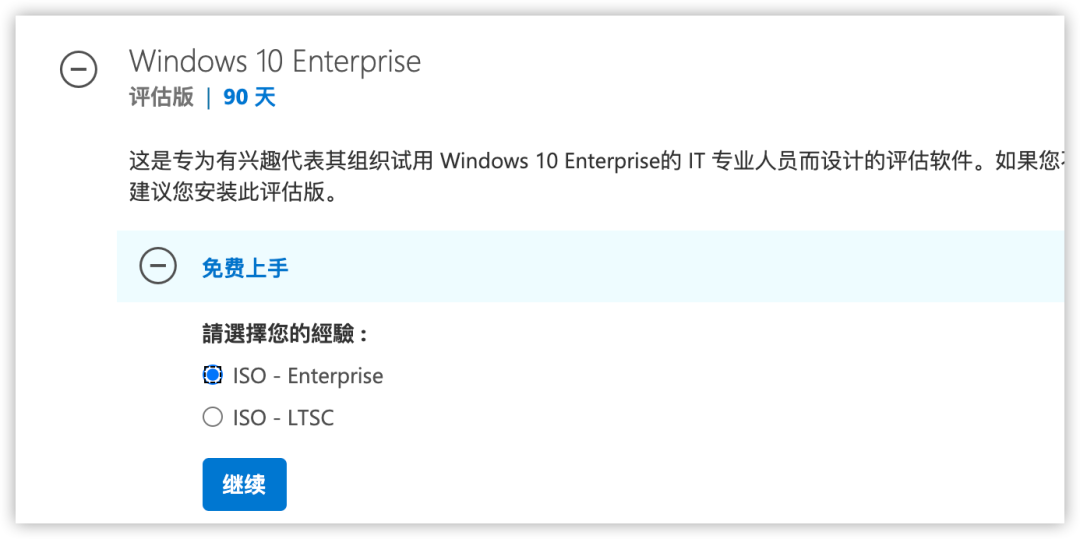 Windows 10 Enterprise
评估版 | 90 天
这是专为有兴趣代表其组织试用 Windows 10 Enterprise的 IT 专业人员而设计的评估软件。如果您
建议您安装此评估版。
免费上手
請選擇您的經驗：
ISO - Enterprise
ISO - LTSC
继续